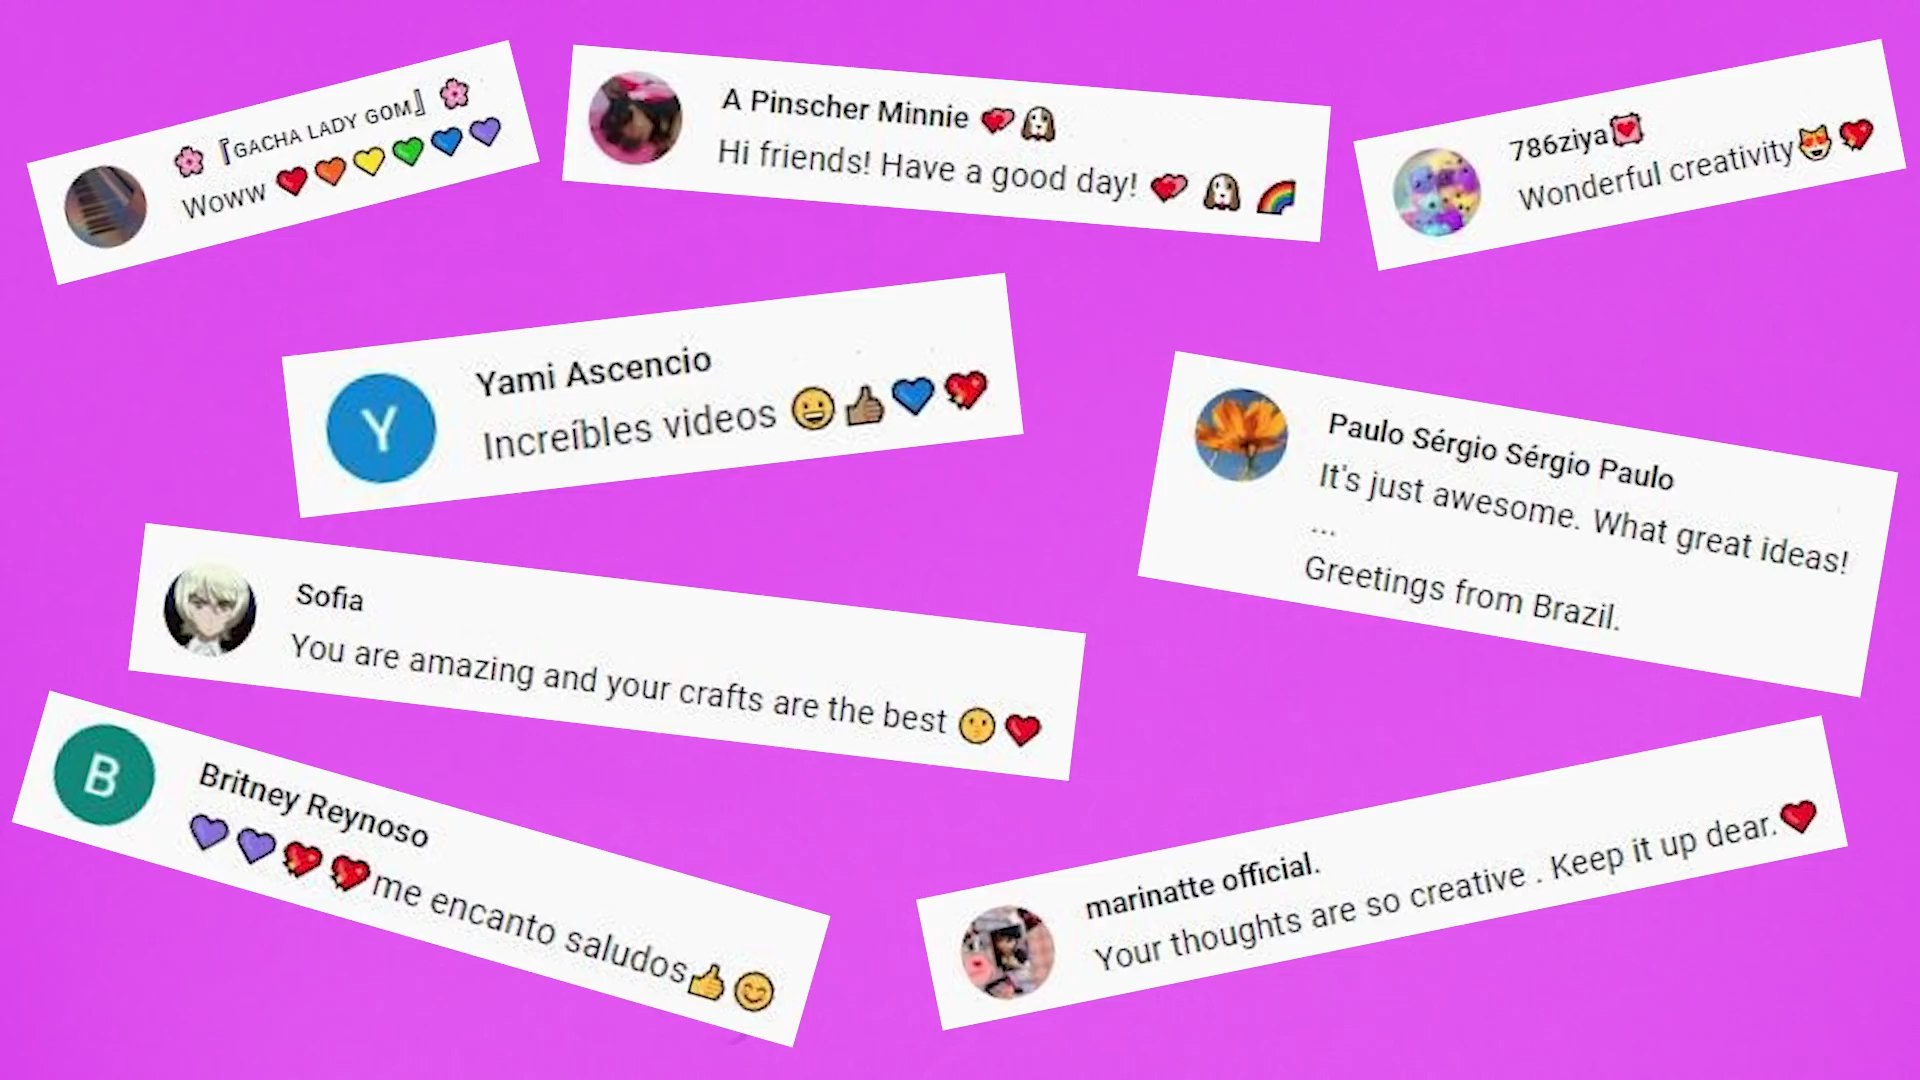 🌸『GACHA LADY GOM』🌸
Woww ❤️🧡💛💚💙💜
A Pinscher Minnie 💕🐶
Hi friends! Have a good day! 💕 🐶 🌈
786ziya💟
Wonderful creativity😻💖
Y
Yami Ascencio
Increíbles videos 😀👍🏽💙💖
Paulo Sérgio Sérgio Paulo
It's just awesome. What great ideas!
...
Greetings from Brazil.
Sofia
You are amazing and your crafts are the best 😗❤️
B
Britney Reynoso
💜💜💖💖me encanto saludos👍😊
marinatte official.
Your thoughts are so creative . Keep it up dear.❤️